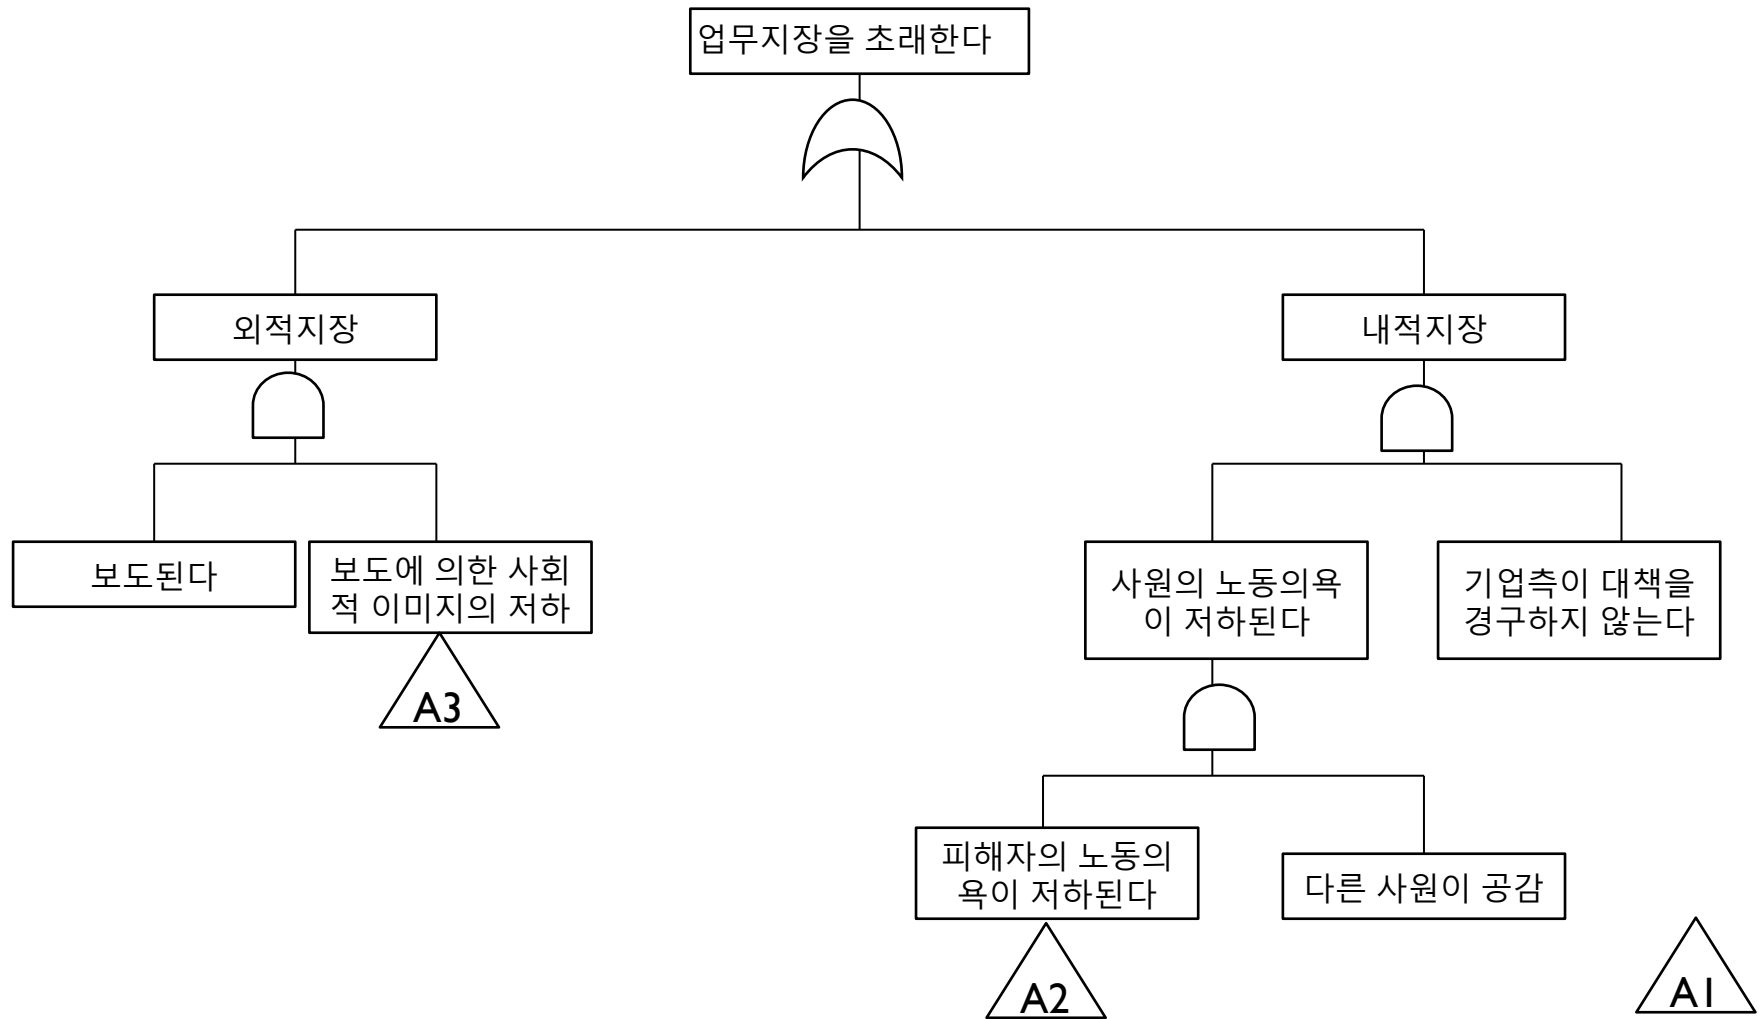 업무지장을 초래한다
외적지장
내적지장
보도된다
보도에 의한 사회
적 이미지의 저하
사원의 노동의욕
이 저하된다
기업측이 대책을
경구하지 않는다
A3
피해자의 노동의
욕이 저하된다
다른 사원이 공감
A2
A1